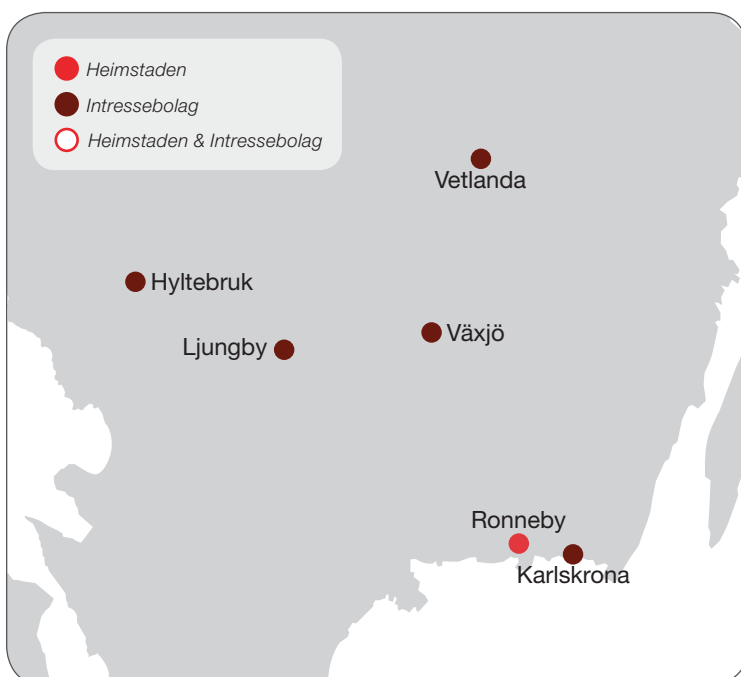 Heimstaden
Intressebolag
Heimstaden & Intressebolag
Vetlanda
Hyltebruk
Växjö
Ljungby
Ronneby
Karlskrona